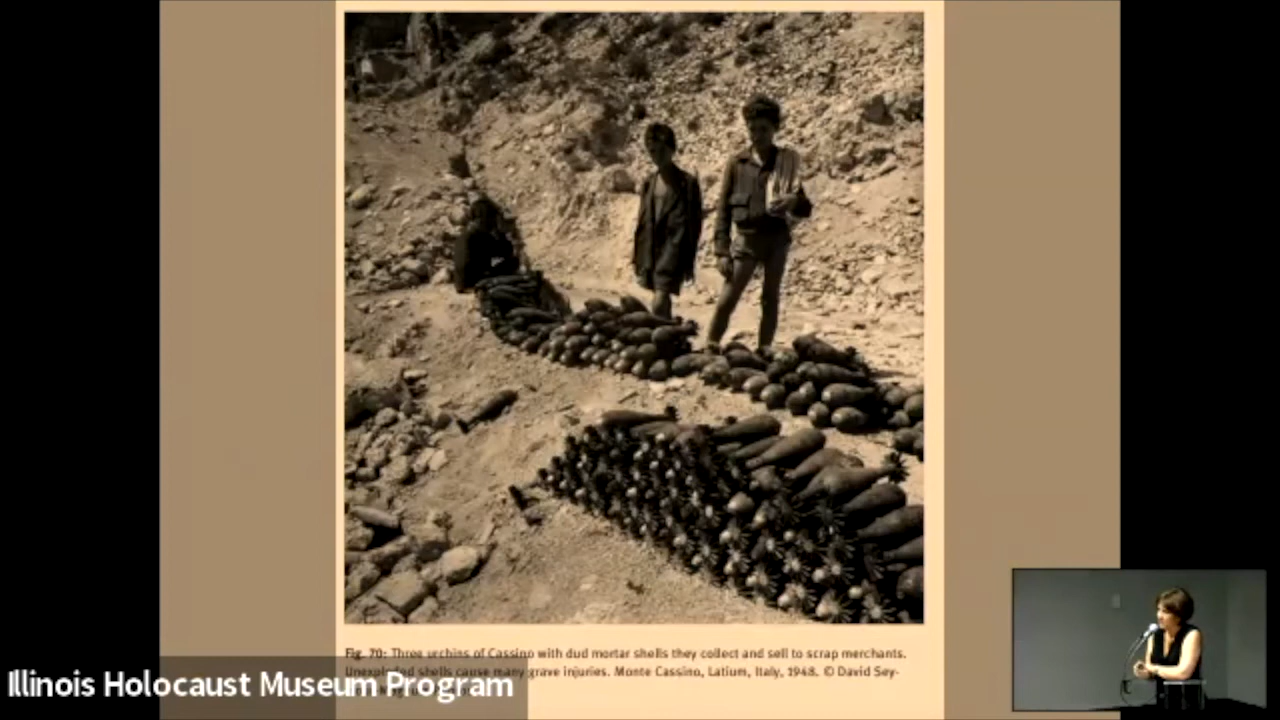 Fig. 70: Three urchins of Cassino with dud mortar shells they collect and sell to scrap merchants.
Unexploded shells cause many grave injuries. Monte Cassino, Latium, Italy, 1948. © David Sey-
Illinois Holocaust Museum Program